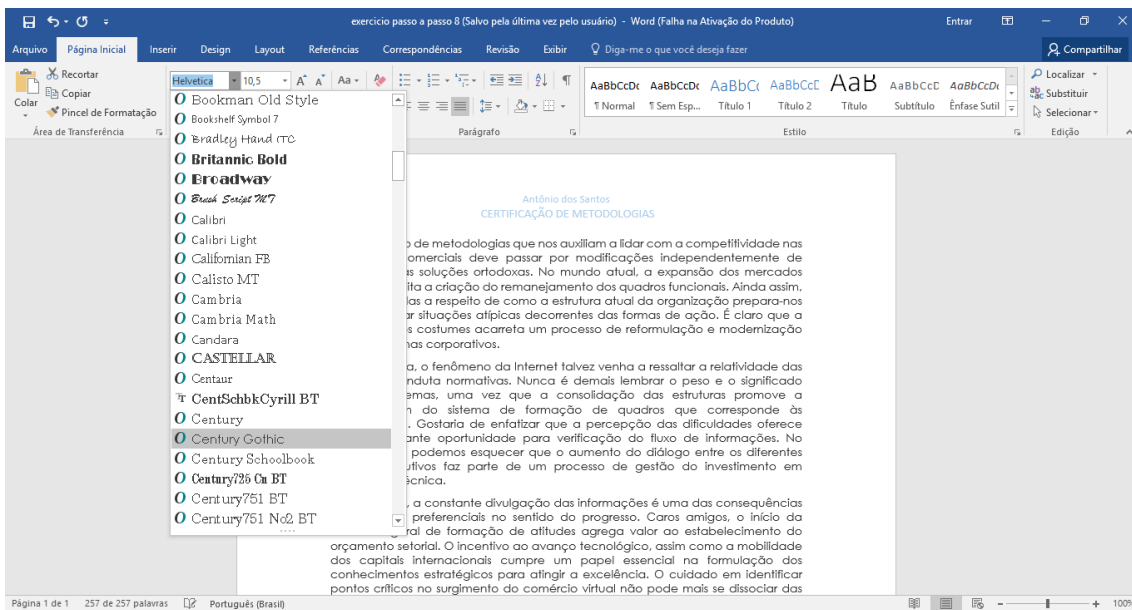 exercicio passo a passo 8 (Salvo pela última vez pelo usuário) - Word (Falha na Ativação do Produto)
Entrar
Arquivo Página Inicial Inserir Design Layout Referências Correspondências Revisão Exibir Diga-me o que você deseja fazer
Compartilhar
Colar
Recortar
Copiar
Pincel de Formatação
Área de Transferência
Helvetica 10,5
Parágrafo
AaBbCcDc AaBbCcDc AaBbCc AaBbCcC AaB AaBbCcC AaBbCcDc
¶ Normal ¶ Sem Esp... Título 1 Título 2 Título Subtítulo Ênfase Sutil
Estilo
Localizar
Substituir
Selecionar
Edição
Bookman Old Style
Bookshelf Symbol 7
Bradley Hand ITC
Britannic Bold
Broadway
Brush Script MT
Calibri
Calibri Light
Californian FB
Calisto MT
Cambria
Cambria Math
Candara
CASTELLAR
Centaur
CentSchbkCyrill BT
Century
Century Gothic
Century Schoolbook
Century725 Cn BT
Century751 BT
Century751 No2 BT
Antônio dos Santos
CERTIFICAÇÃO DE METODOLOGIAS
de metodologias que nos auxiliam a lidar com a competitividade nas
omerciais deve passar por modificações independentemente de
s soluções ortodoxas. No mundo atual, a expansão dos mercados
ita a criação do remanejamento dos quadros funcionais. Ainda assim,
as a respeito de como a estrutura atual da organização prepara-nos
ar situações atípicas decorrentes das formas de ação. É claro que a
s costumes acarreta um processo de reformulação e modernização
nas corporativos.
a, o fenômeno da Internet talvez venha a ressaltar a relatividade das
nduta normativas. Nunca é demais lembrar o peso e o significado
emas, uma vez que a consolidação das estruturas promove a
do sistema de formação de quadros que corresponde às
. Gostaria de enfatizar que a percepção das dificuldades oferece
ante oportunidade para verificação do fluxo de informações. No
podemos esquecer que o aumento do diálogo entre os diferentes
utivos faz parte de um processo de gestão do investimento em
écnica.
, a constante divulgação das informações é uma das consequências
preferenciais no sentido do progresso. Caros amigos, o início da
ral de formação de atitudes agrega valor ao estabelecimento do
orçamento setorial. O incentivo ao avanço tecnológico, assim como a mobilidade
dos capitais internacionais cumpre um papel essencial na formulação dos
conhecimentos estratégicos para atingir a excelência. O cuidado em identificar
pontos críticos no surgimento do comércio virtual não pode mais se dissociar das
Página 1 de 1 257 de 257 palavras Português (Brasil)
100%